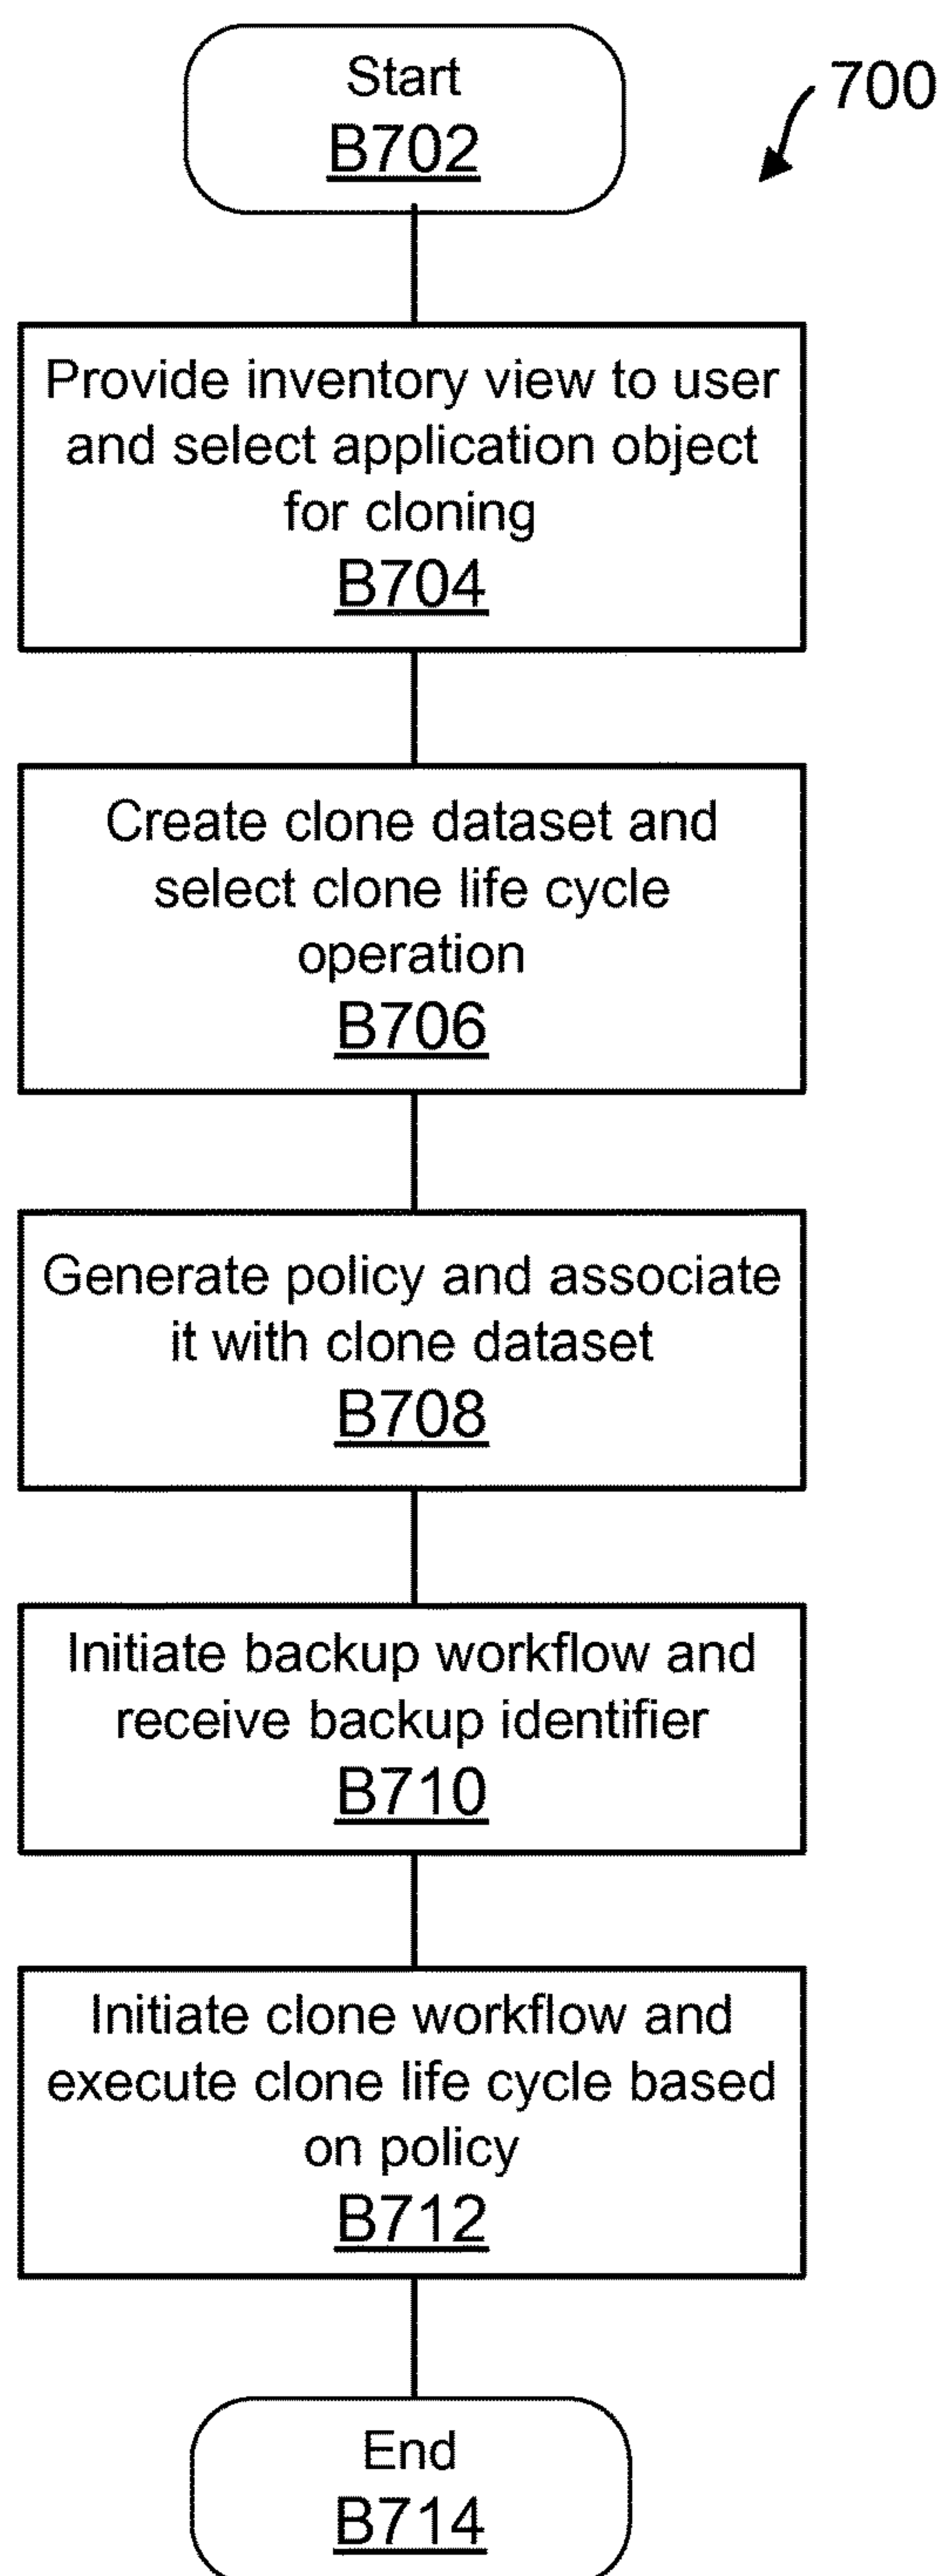 Start
B702
700
Provide inventory view to user
and select application object
for cloning
B704
Create clone dataset and
select clone life cycle
operation
B706
Generate policy and associate
it with clone dataset
B708
Initiate backup workflow and
receive backup identifier
B710
Initiate clone workflow and
execute clone life cycle based
on policy
B712
End
B714